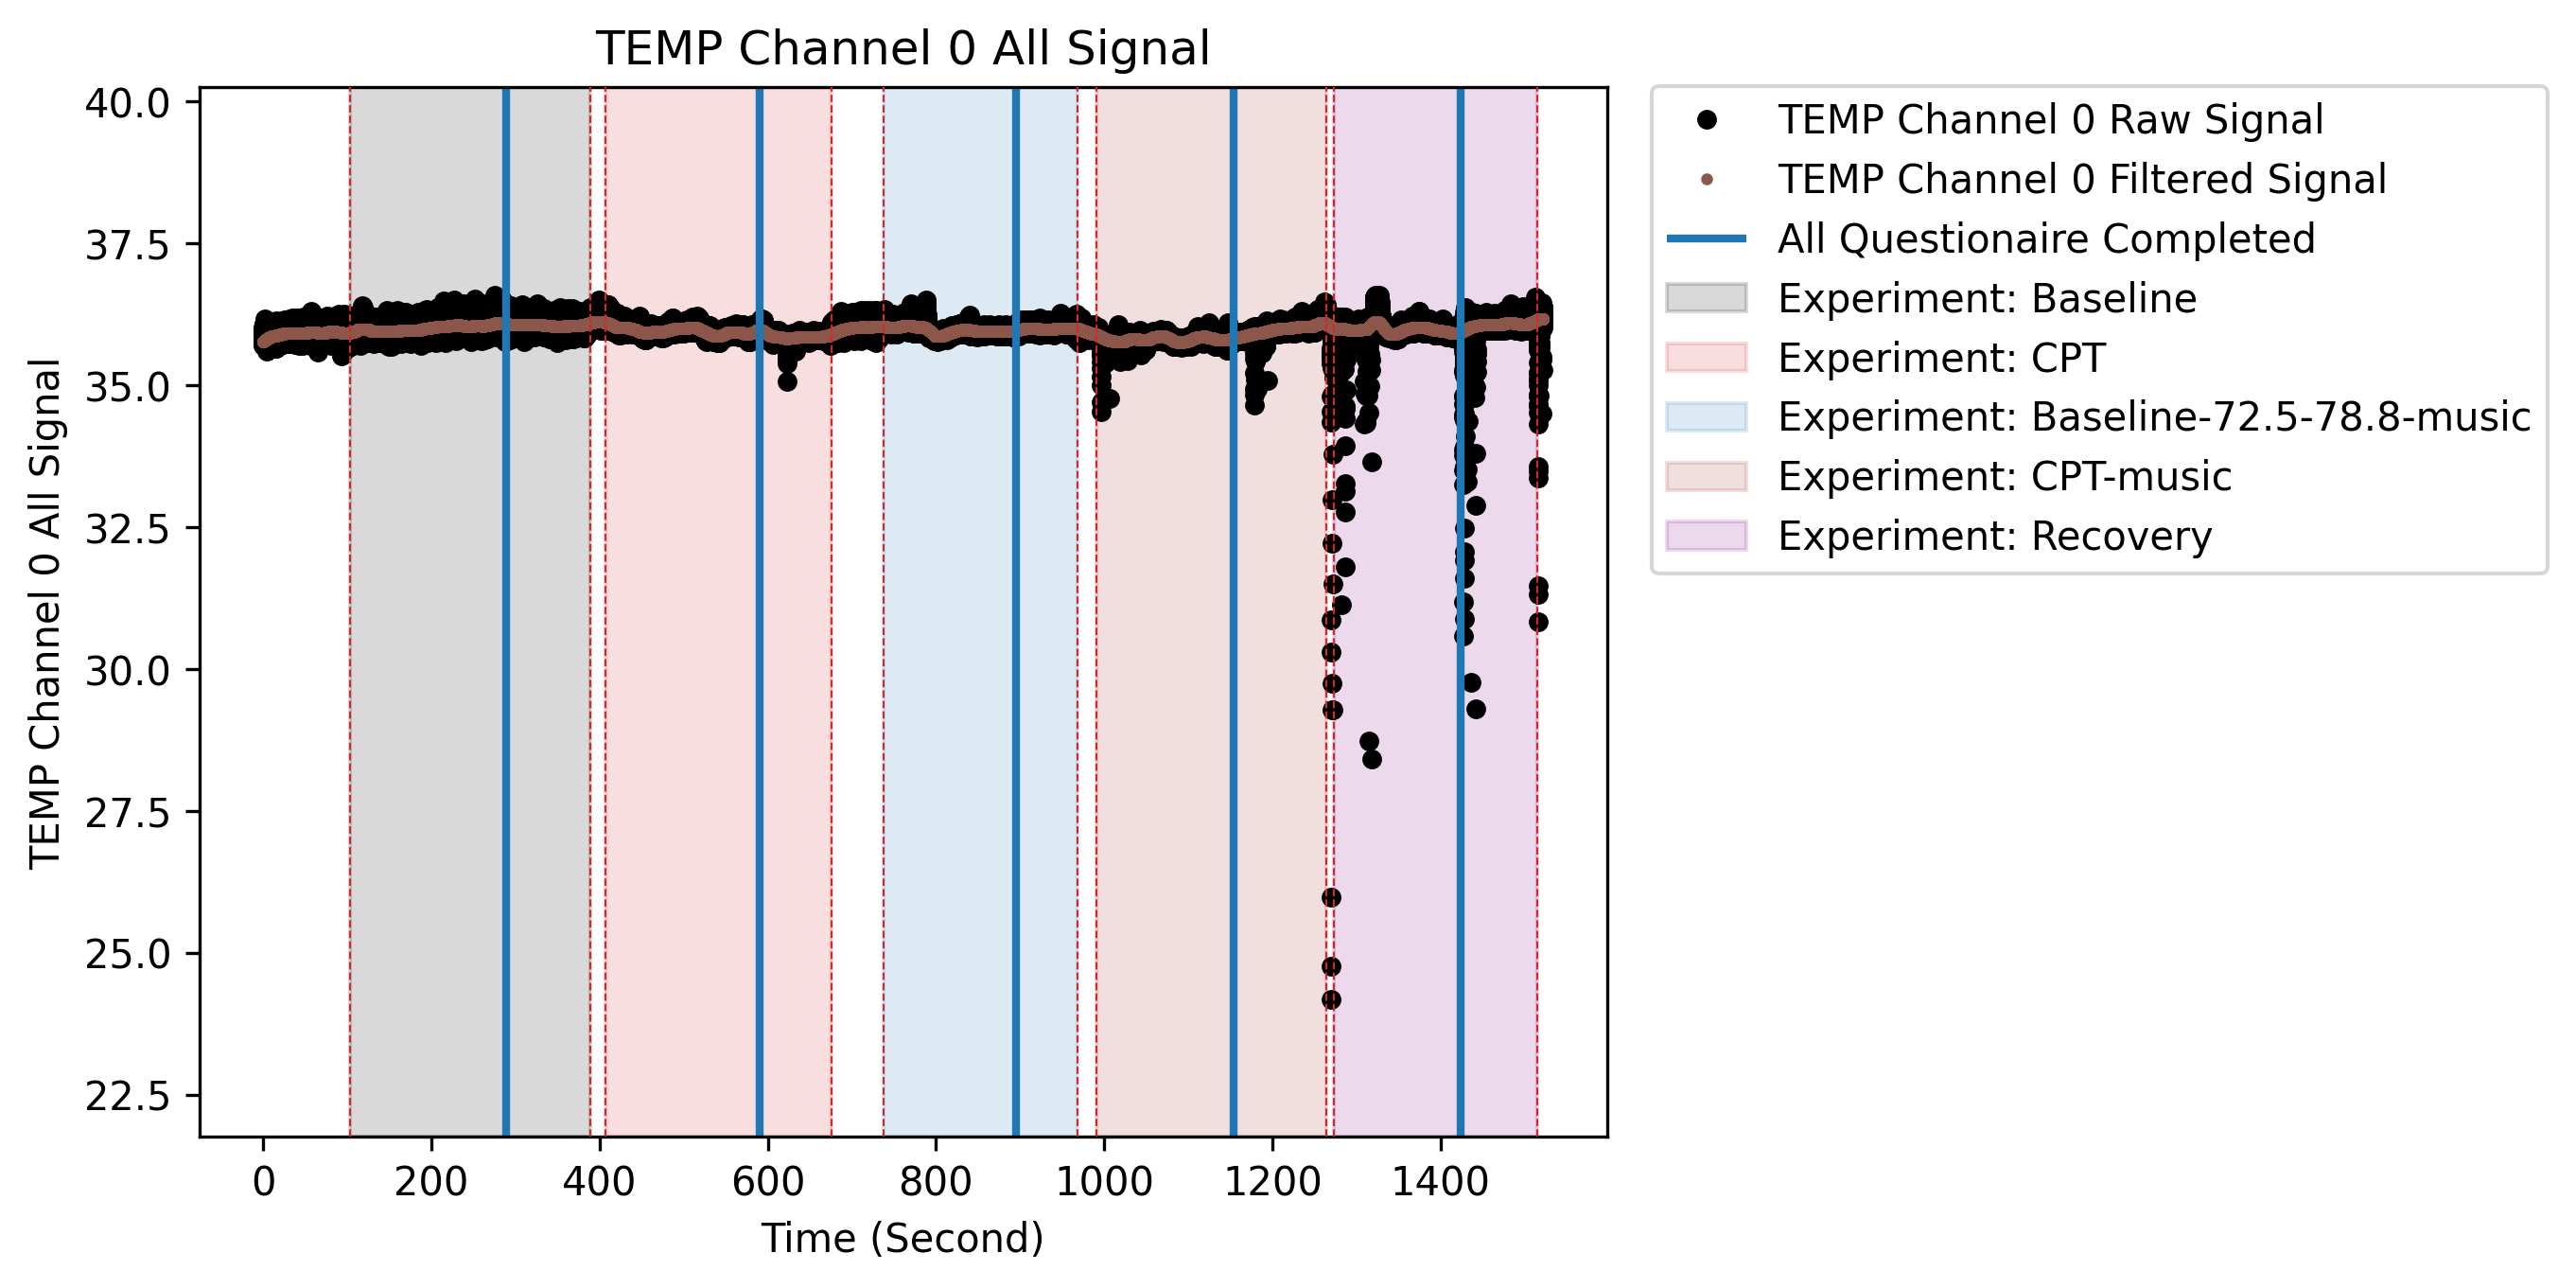 TEMP Channel 0 All Signal
TEMP Channel 0 All Signal
40.0
37.5
35.0
32.5
30.0
27.5
25.0
22.5
0 200 400 600 800 1000 1200 1400
Time (Second)
TEMP Channel 0 Raw Signal
TEMP Channel 0 Filtered Signal
All Questionaire Completed
Experiment: Baseline
Experiment: CPT
Experiment: Baseline-72.5-78.8-music
Experiment: CPT-music
Experiment: Recovery